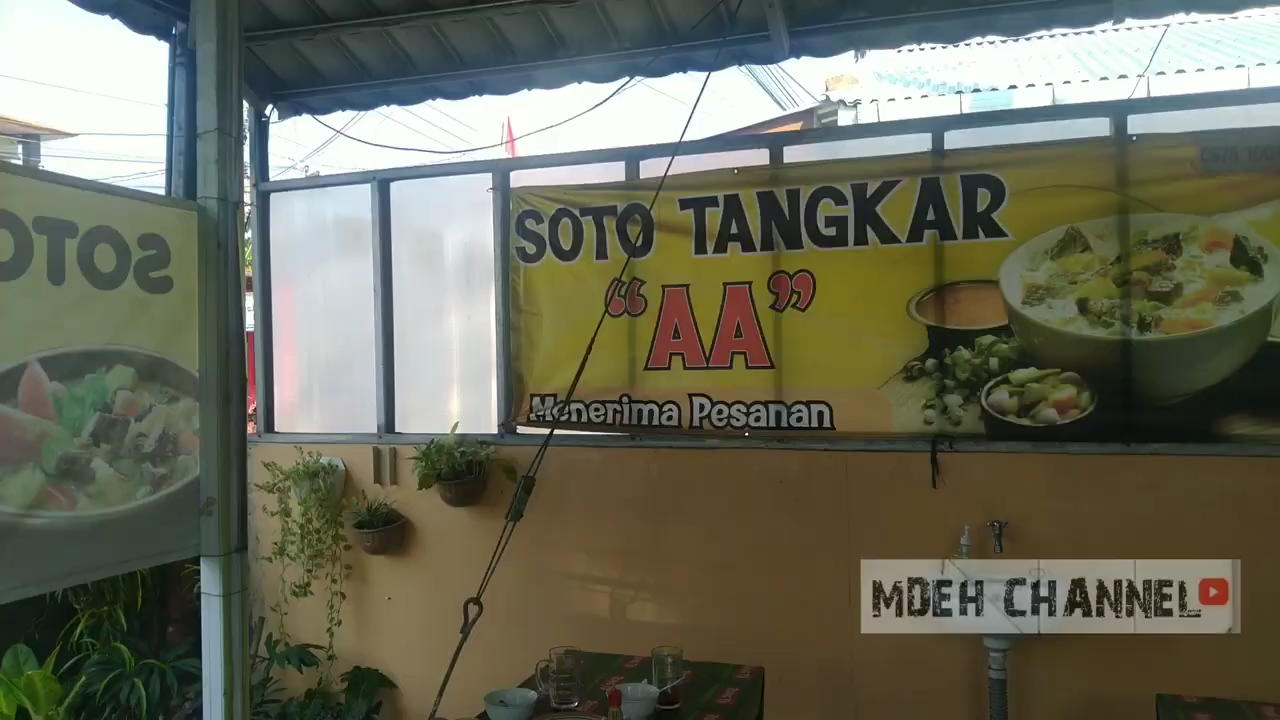 SOTO TANGKAR
“AA”
Menerima Pesanan
SOTO
MDEH CHANNEL